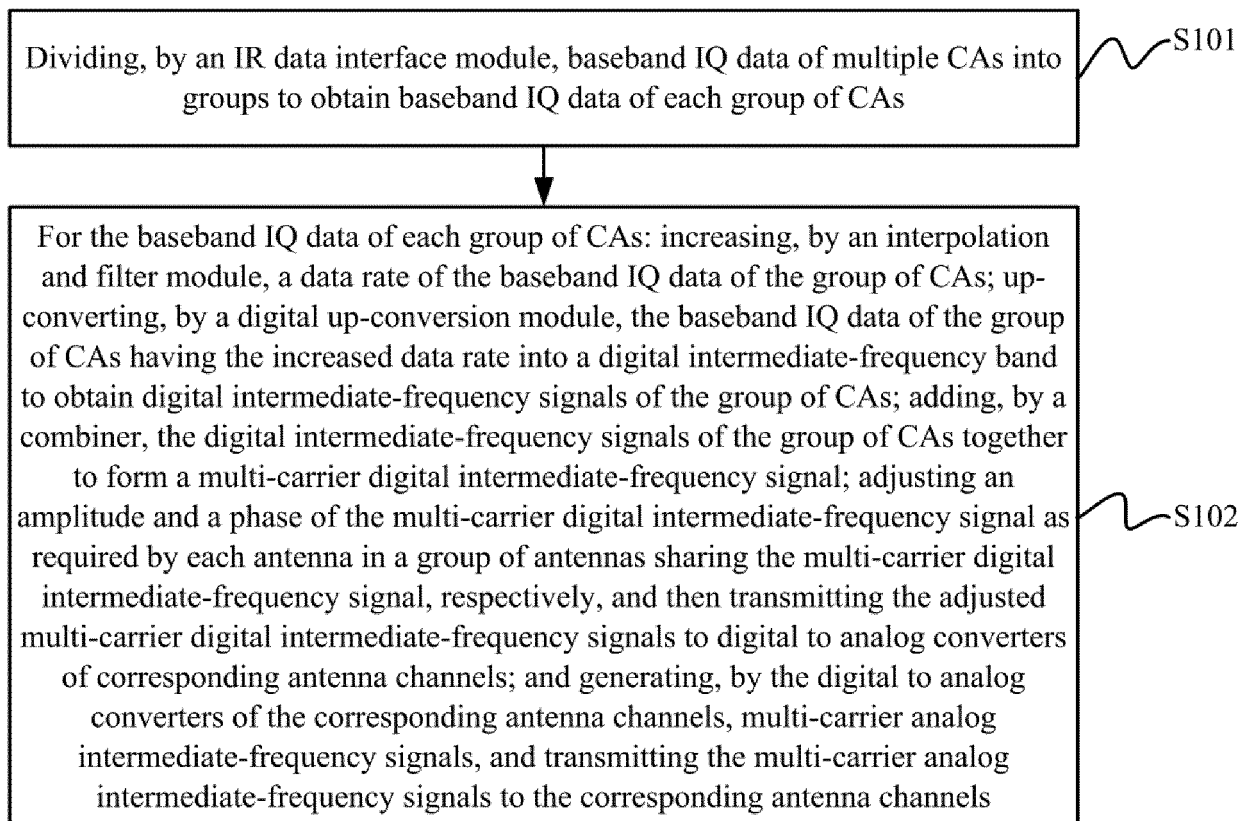 Dividing, by an IR data interface module, baseband IQ data of multiple CAs into
groups to obtain baseband IQ data of each group of CAs
S101
For the baseband IQ data of each group of CAs: increasing, by an interpolation
and filter module, a data rate of the baseband IQ data of the group of CAs; up-
converting, by a digital up-conversion module, the baseband IQ data of the group
of CAs having the increased data rate into a digital intermediate-frequency band
to obtain digital intermediate-frequency signals of the group of CAs; adding, by a
combiner, the digital intermediate-frequency signals of the group of CAs together
to form a multi-carrier digital intermediate-frequency signal; adjusting an
amplitude and a phase of the multi-carrier digital intermediate-frequency signal as
required by each antenna in a group of antennas sharing the multi-carrier digital
intermediate-frequency signal, respectively, and then transmitting the adjusted
multi-carrier digital intermediate-frequency signals to digital to analog converters
of corresponding antenna channels; and generating, by the digital to analog
converters of the corresponding antenna channels, multi-carrier analog
intermediate-frequency signals, and transmitting the multi-carrier analog
intermediate-frequency signals to the corresponding antenna channels
S102